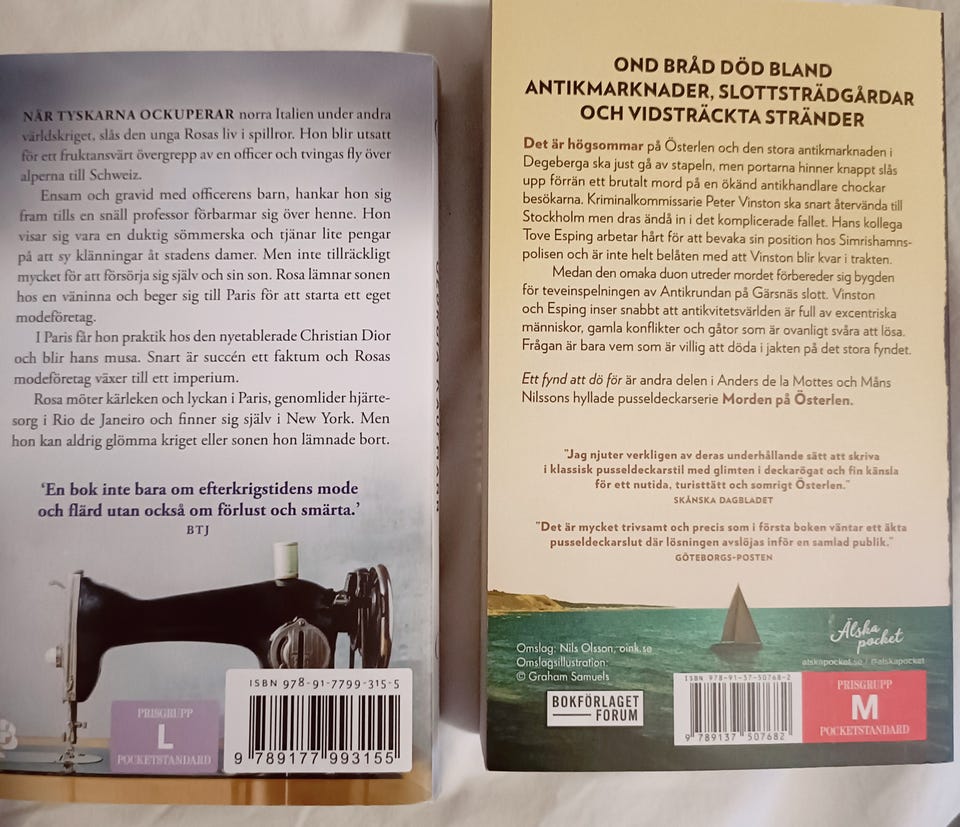 NÄR TYSKARNA OCKUPERAR norra Italien under andra
världskriget, slås den unga Rosas liv i spillror. Hon blir utsatt
för ett fruktansvärt övergrepp av en officer och tvingas fly över
alperna till Schweiz.
Ensam och gravid med officerens barn, hankar hon sig
fram tills en snäll professor förbarmar sig över henne. Hon
visar sig vara en duktig sömmerska och tjänar lite pengar
på att sy klänningar åt stadens damer. Men inte tillräckligt
mycket för att försörja sig själv och sin son. Rosa lämnar sonen
hos en väninna och beger sig till Paris för att starta ett eget
modeföretag.
I Paris får hon praktik hos den nyetablerade Christian Dior
och blir hans musa. Snart är succén ett faktum och Rosas
modeföretag växer till ett imperium.
Rosa möter kärleken och lyckan i Paris, genomlider hjärte-
sorg i Rio de Janeiro och finner sig själv i New York. Men
hon kan aldrig glömma kriget eller sonen hon lämnade bort.
'En bok inte bara om efterkrigstidens mode
och flärd utan också om förlust och smärta.'
BTJ
PRISGRUPP
L
POCKETSTANDARD
ISBN 978-91-7799-315-5
9 789177 993155
OND BRÅD DÖD BLAND
ANTIKMARKNADER, SLOTTSTRÄDGÅRDAR
OCH VIDSTRÄCKTA STRÄNDER
Det är högsommar på Österlen och den stora antikmarknaden i
Degeberga ska just gå av stapeln, men portarna hinner knappt slås
upp förrän ett brutalt mord på en ökänd antikhandlare chockar
besökarna. Kriminalkommissarie Peter Vinston ska snart återvända till
Stockholm men dras ändå in i det komplicerade fallet. Hans kollega
Tove Esping arbetar hårt för att bevaka sin position hos Simrishamns-
polisen och är inte helt belåten med att Vinston blir kvar i trakten.
Medan den omaka duon utreder mordet förbereder sig bygden
för teveinspelningen av Antikrundan på Gärsnäs slott. Vinston
och Esping inser snabbt att antikvitetsvärlden är full av excentriska
människor, gamla konflikter och gåtor som är ovanligt svåra att lösa.
Frågan är bara vem som är villig att döda i jakten på det stora fyndet.
Ett fynd att dö för är andra delen i Anders de la Mottes och Måns
Nilssons hyllade pusseldeckarserie Morden på Österlen.
"Jag njuter verkligen av deras underhållande sätt att skriva
i klassisk pusseldeckarstil med glimten i deckarögat och fin känsla
för ett nutida, turisttätt och somrigt Österlen."
SKÅNSKA DAGBLADET
"Det är mycket trivsamt och precis som i första boken väntar ett äkta
pusseldeckarslut där lösningen avslöjas inför en samlad publik."
GÖTEBORGS-POSTEN
Älska
pocket
alskapocket.se / @alskapocket
Omslag: Nils Olsson, oink.se
Omslagsillustration:
© Graham Samuels
BOKFÖRLAGET
FORUM
ISBN 978-91-37-50768-2
9 789137 507682
PRISGRUPP
M
POCKETSTANDARD